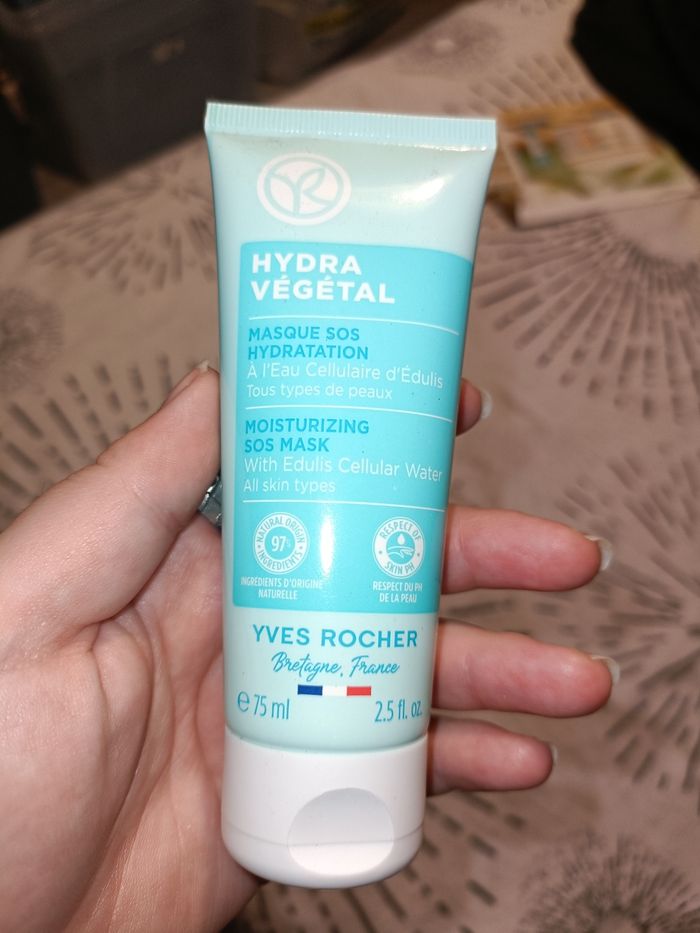 HYDRA
VÉGÉTAL
MASQUE SOS
HYDRATATION
À l'Eau Cellulaire d'Édulis
Tous types de peaux
MOISTURIZING
SOS MASK
With Edulis Cellular Water
All skin types
NATURAL ORIGIN
97%
INGREDIENTS
INGRÉDIENTS D'ORIGINE
NATURELLE
RESPECT OF
SKIN PH
RESPECT DU PH
DE LA PEAU
YVES ROCHER
Bretagne, France
℮ 75 ml
2.5 fl. oz.